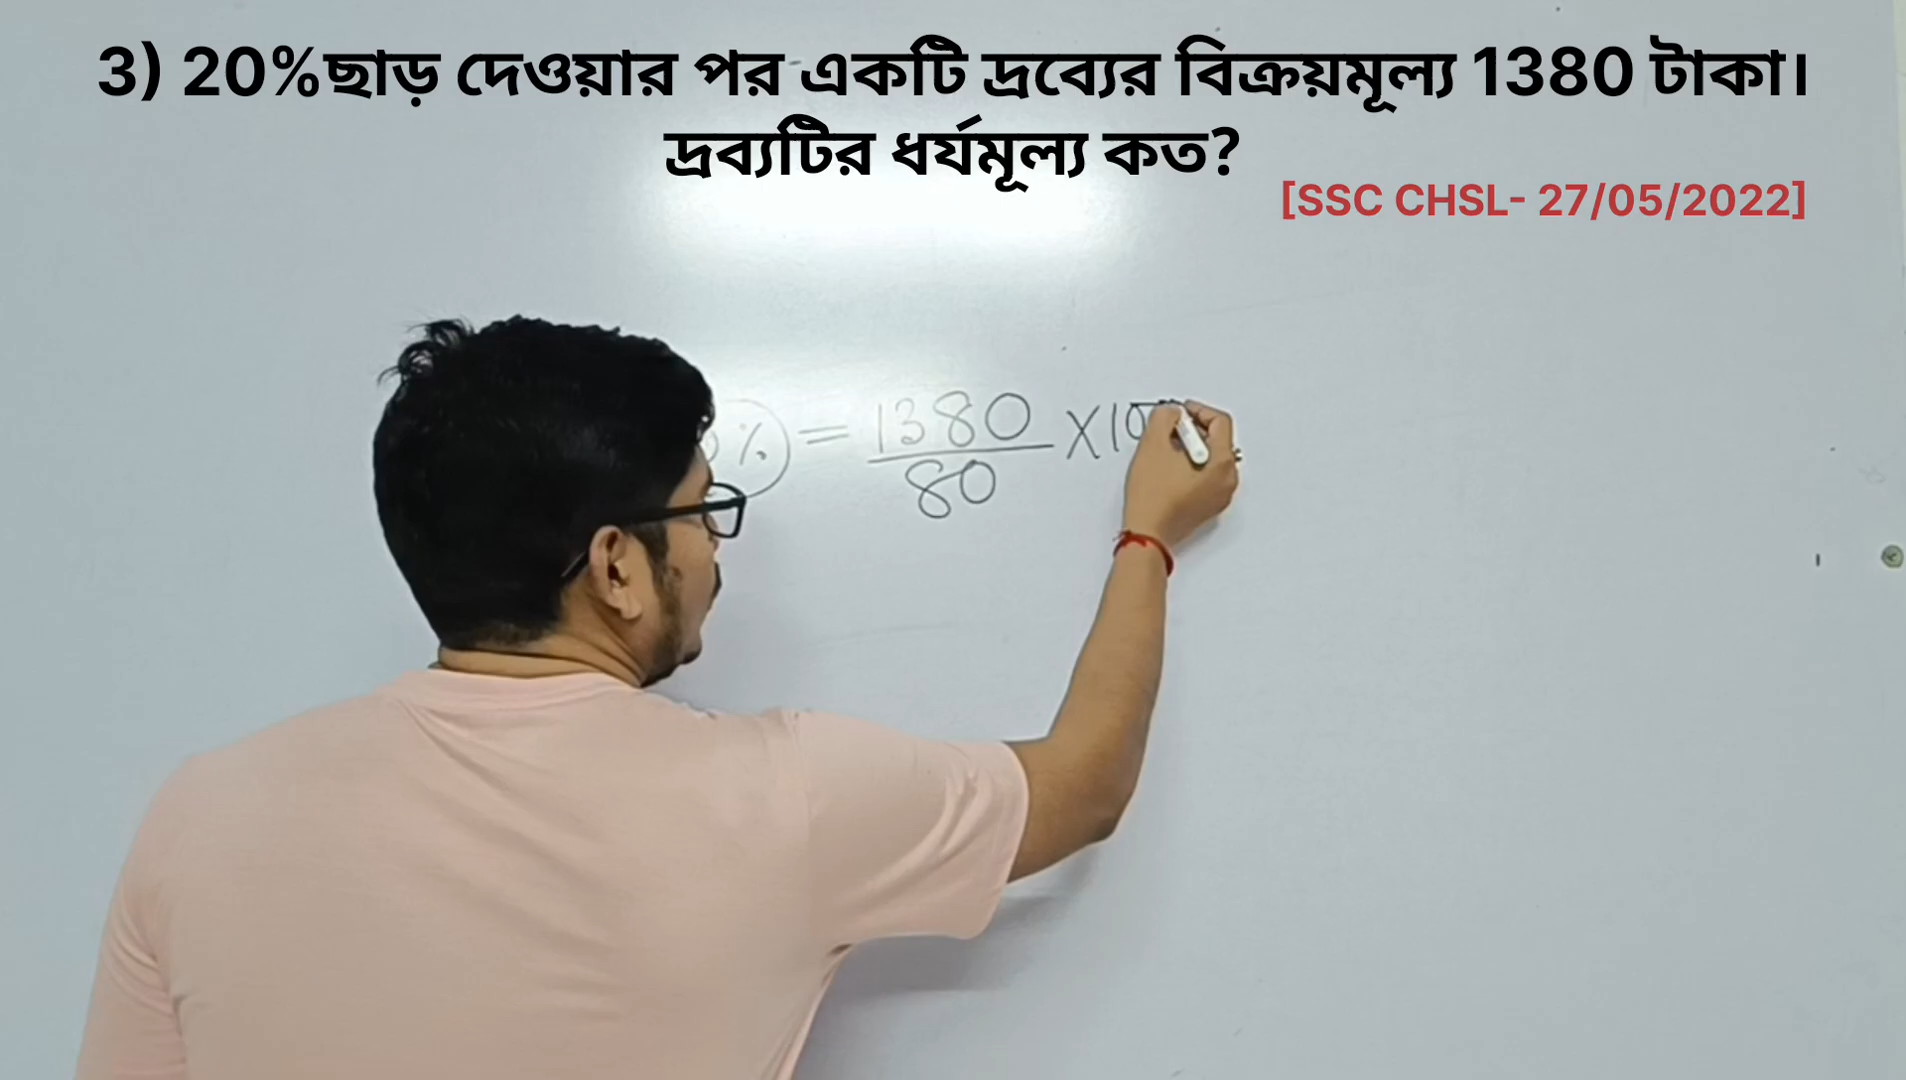 3) 20%ছাড় দেওয়ার পর একটি দ্রব্যের বিক্রয়মূল্য 1380 টাকা।
দ্রব্যটির ধর্যমূল্য কত?
[SSC CHSL- 27/05/2022]
% = 1380/80 X10